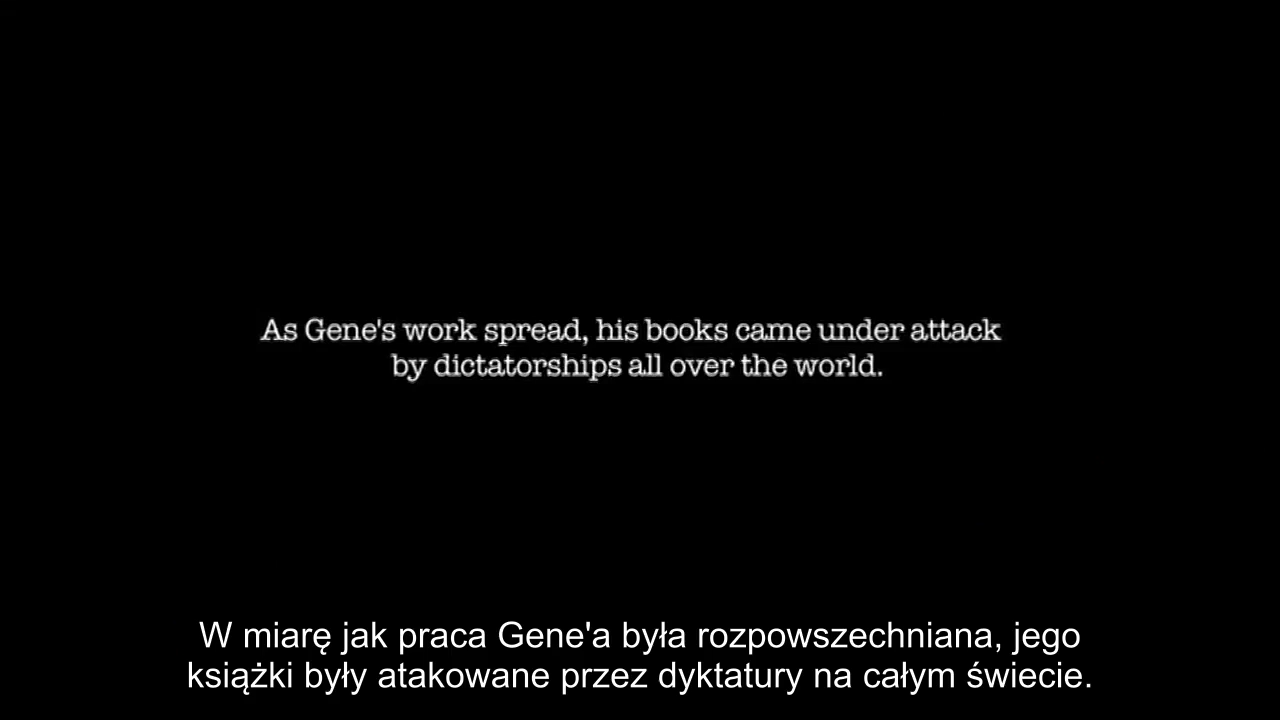 As Gene's work spread, his books came under attack
by dictatorships all over the world.
W miarę jak praca Gene'a była rozpowszechniana, jego
książki były atakowane przez dyktatury na całym świecie.